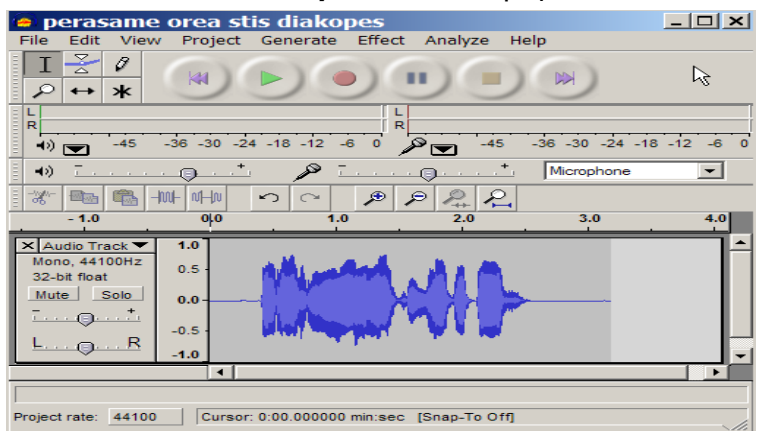 perasame orea stis diakopes
File Edit View Project Generate Effect Analyze Help
L
R
-45 -36 -30 -24 -18 -12 -6 0
L
R
-45 -36 -30 -24 -18 -12 -6 0
- +
- +
Microphone
- 1.0 0.0 1.0 2.0 3.0 4.0
Audio Track
Mono, 44100Hz
32-bit float
Mute Solo
- +
L R
1.0
0.5
0.0
-0.5
-1.0
Project rate: 44100 Cursor: 0:00.000000 min:sec [Snap-To Off]